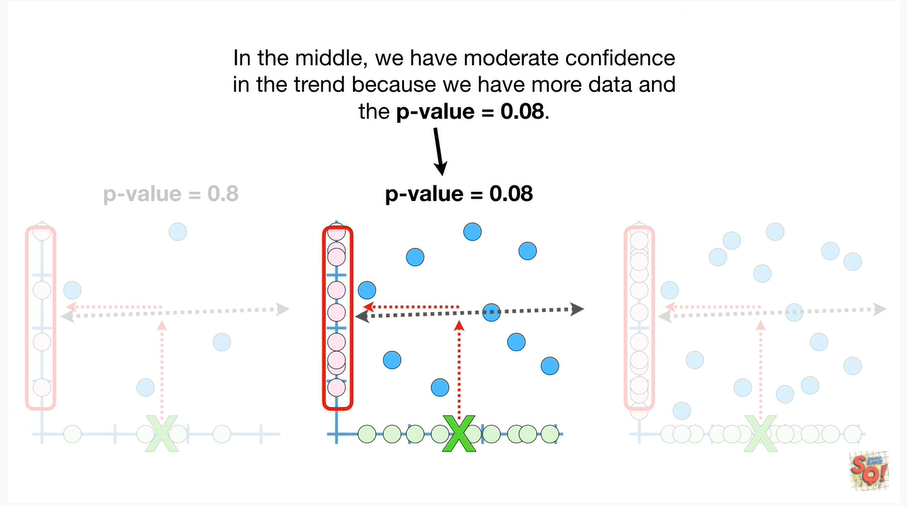 In the middle, we have moderate confidence
in the trend because we have more data and
the p-value = 0.08.
p-value = 0.8
p-value = 0.08
X
X
X
SQ!